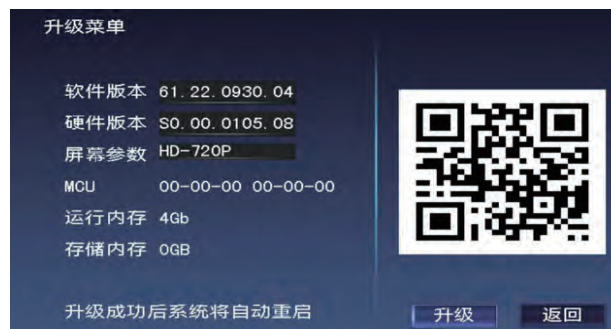 升级菜单
软件版本 61.22.0930.04
硬件版本 S0.00.0105.08
屏幕参数 HD-720P
MCU 00-00-00 00-00-00
运行内存 4Gb
存储内存 0GB
升级成功后系统将自动重启
升级 返回